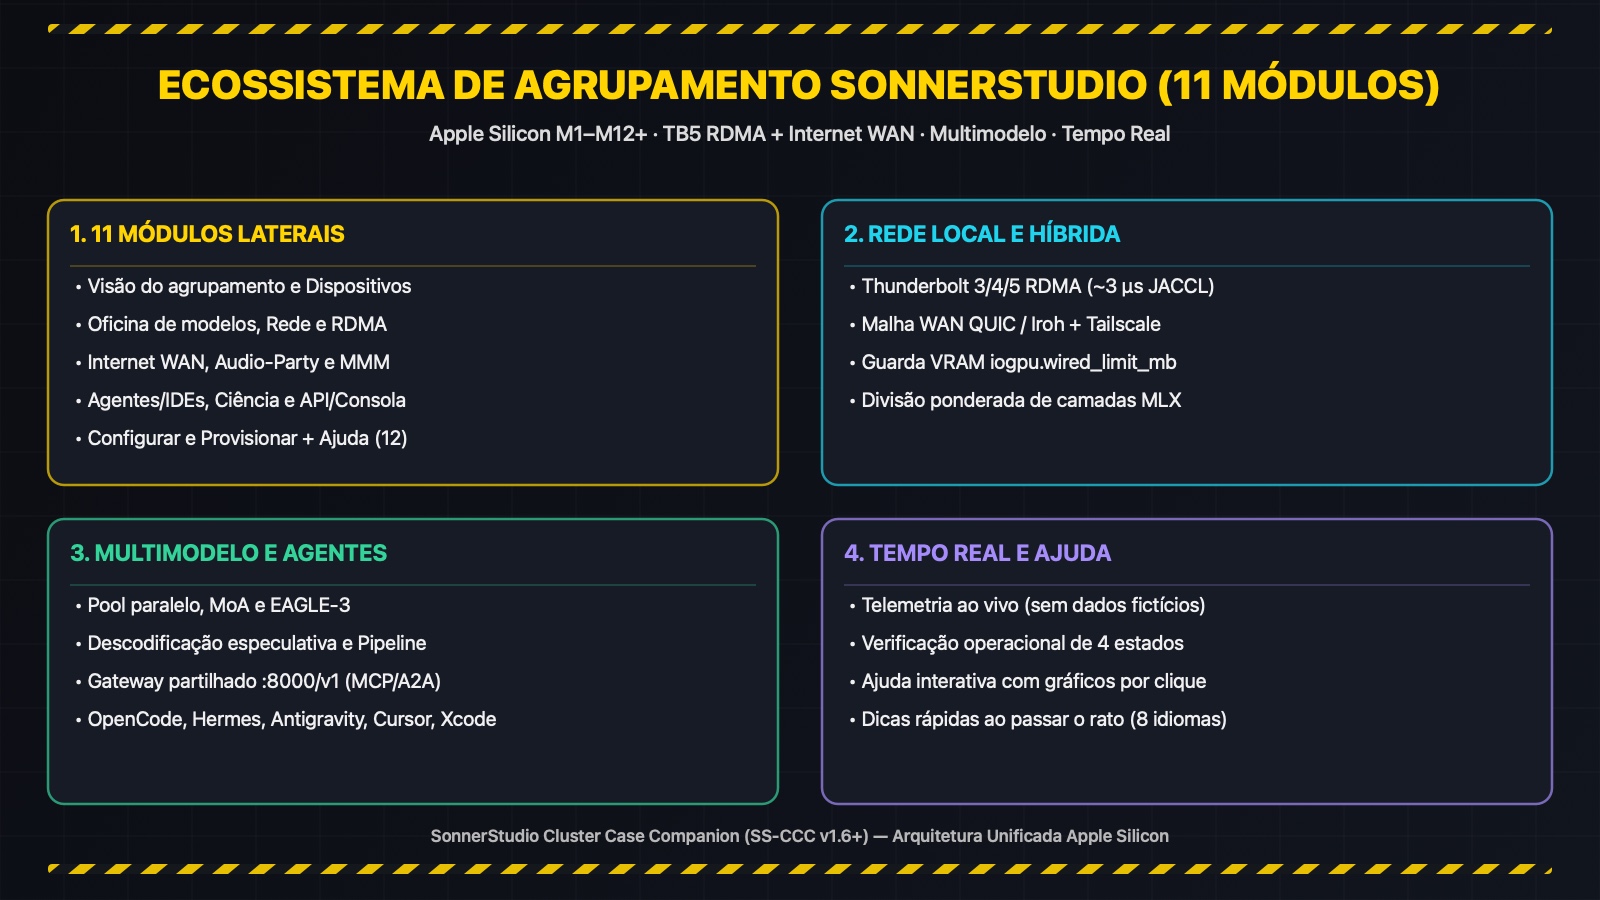 ECOSSISTEMA DE AGRUPAMENTO SONNERSTUDIO (11 MÓDULOS)
Apple Silicon M1–M12+ · TB5 RDMA + Internet WAN · Multimodelo · Tempo Real
1. 11 MÓDULOS LATERAIS
• Visão do agrupamento e Dispositivos
• Oficina de modelos, Rede e RDMA
• Internet WAN, Audio-Party e MMM
• Agentes/IDEs, Ciência e API/Consola
• Configurar e Provisionar + Ajuda (12)
2. REDE LOCAL E HÍBRIDA
• Thunderbolt 3/4/5 RDMA (~3 µs JACCL)
• Malha WAN QUIC / Iroh + Tailscale
• Guarda VRAM iogpu.wired_limit_mb
• Divisão ponderada de camadas MLX
3. MULTIMODELO E AGENTES
• Pool paralelo, MoA e EAGLE-3
• Descodificação especulativa e Pipeline
• Gateway partilhado :8000/v1 (MCP/A2A)
• OpenCode, Hermes, Antigravity, Cursor, Xcode
4. TEMPO REAL E AJUDA
• Telemetria ao vivo (sem dados fictícios)
• Verificação operacional de 4 estados
• Ajuda interativa com gráficos por clique
• Dicas rápidas ao passar o rato (8 idiomas)
SonnerStudio Cluster Case Companion (SS-CCC v1.6+) — Arquitetura Unificada Apple Silicon